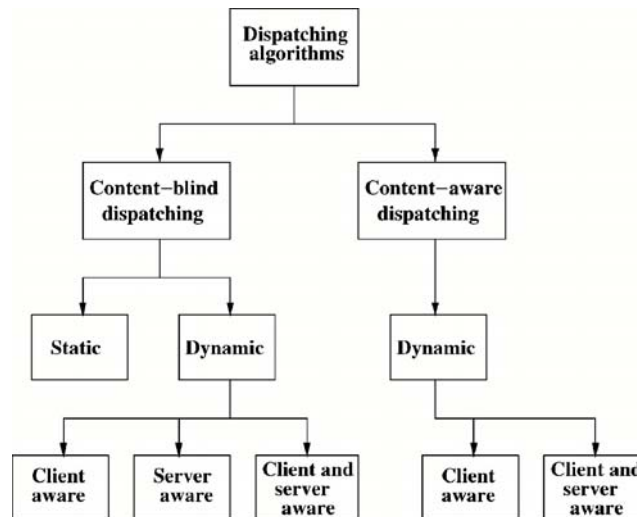 Dispatching
algorithms
Content-blind
dispatching
Content-aware
dispatching
Static
Dynamic
Dynamic
Client
aware
Server
aware
Client and
server
aware
Client
aware
Client and
server aware